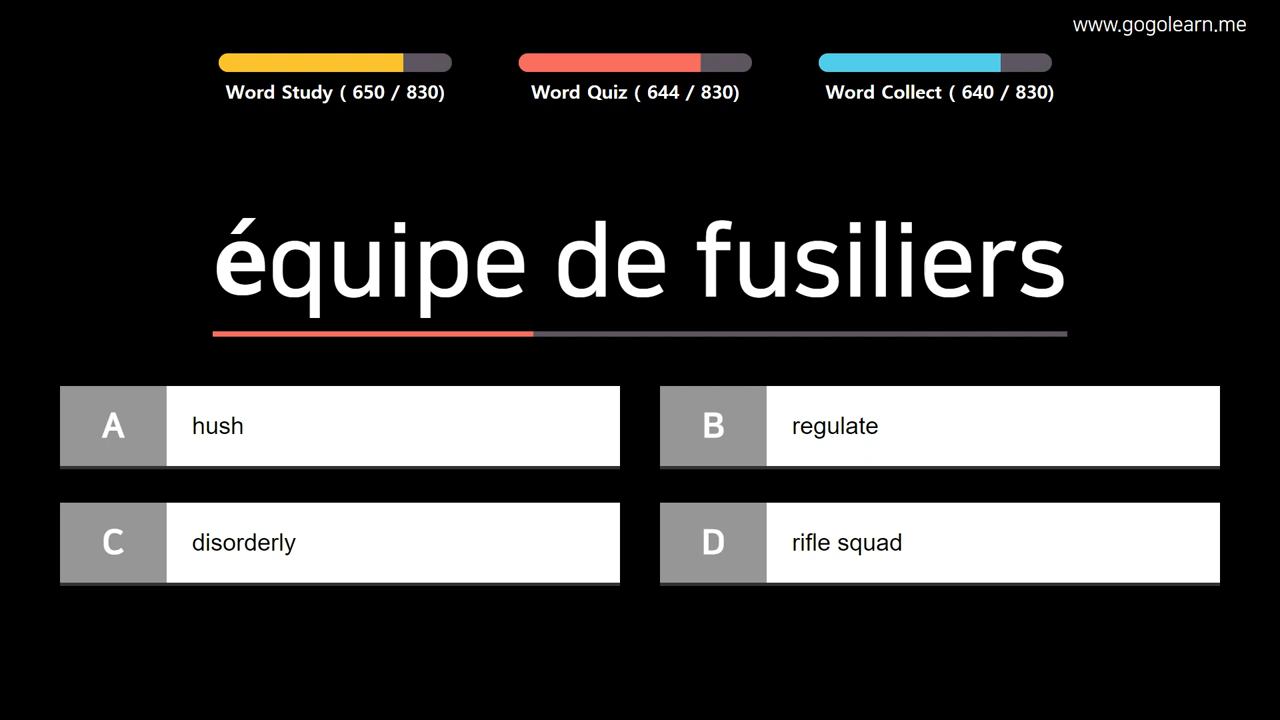 www.gogolearn.me
Word Study ( 650 / 830)
Word Quiz ( 644 / 830)
Word Collect ( 640 / 830)
équipe de fusiliers
A hush
B regulate
C disorderly
D rifle squad